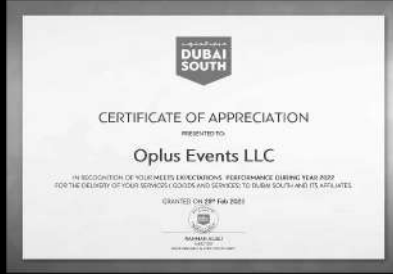 DUBAI
SOUTH
CERTIFICATE OF APPRECIATION
PRESENTED TO
Oplus Events LLC
IN RECOGNITION OF YOUR MEETS EXPECTATIONS PERFORMANCE DURING YEAR 2022
FOR THE DELIVERY OF YOUR SERVICES (GOODS AND SERVICES) TO DUBAI SOUTH AND ITS AFFILIATES
GRANTED ON 28th Feb 2023